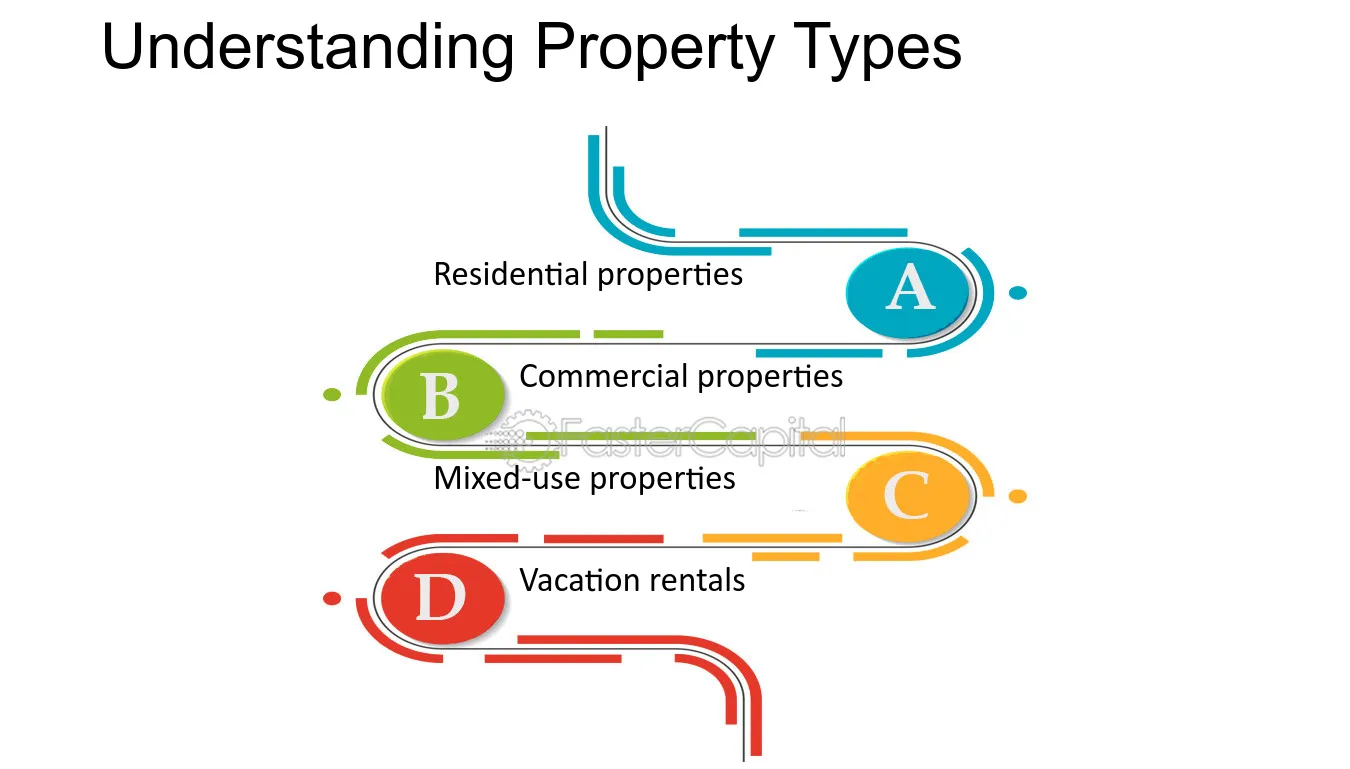 Understanding Property Types
Residential properties
A
B
Commercial properties
FasterCapital
Mixed-use properties
C
D
Vacation rentals